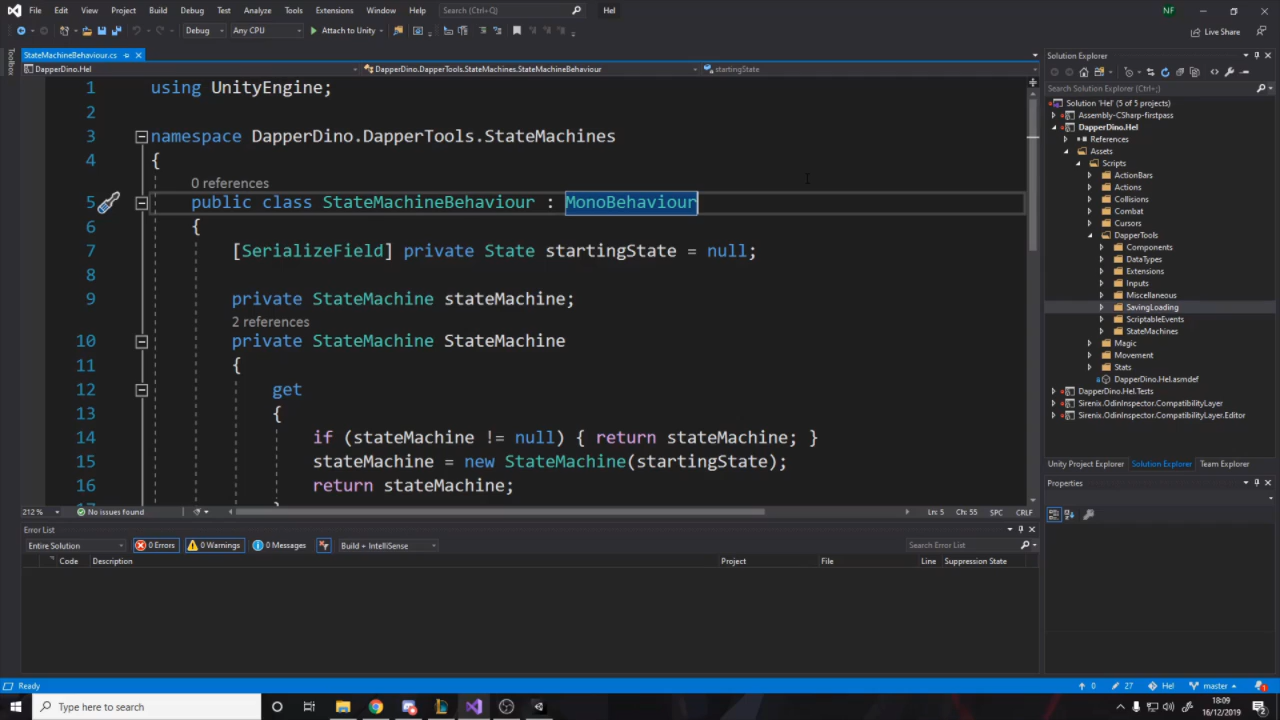 File Edit View Project Build Debug Test Analyze Tools Extensions Window Help Search (Ctrl+Q) Hel NF
Debug Any CPU Attach to Unity Live Share
StateMachineBehaviour.cs
DapperDino.Hel DapperDino.DapperTools.StateMachines.StateMachineBehaviour startingState
Toolbox
1 using UnityEngine;
2
3 namespace DapperDino.DapperTools.StateMachines
4 {
0 references
5 public class StateMachineBehaviour : MonoBehaviour
6 {
7 [SerializeField] private State startingState = null;
8
9 private StateMachine stateMachine;
2 references
10 private StateMachine StateMachine
11 {
12 get
13 {
14 if (stateMachine != null) { return stateMachine; }
15 stateMachine = new StateMachine(startingState);
16 return stateMachine;
212 % No issues found Ln: 5 Ch: 55 SPC CRLF
Error List
Entire Solution 0 Errors 0 Warnings 0 Messages Build + IntelliSense Search Error List
Code Description Project File Line Suppression State
Solution Explorer
Search Solution Explorer (Ctrl+;)
Solution 'Hel' (5 of 5 projects)
Assembly-CSharp-firstpass
DapperDino.Hel
References
Assets
Scripts
ActionBars
Actions
Collisions
Combat
Cursors
DapperTools
Components
DataTypes
Extensions
Inputs
Miscellaneous
SavingLoading
ScriptableEvents
StateMachines
Magic
Movement
Stats
DapperDino.Hel.asmdef
DapperDino.Hel.Tests
Sirenix.OdinInspector.CompatibilityLayer
Sirenix.OdinInspector.CompatibilityLayer.Editor
Unity Project Explorer Solution Explorer Team Explorer
Properties
Ready 0 27 Hel master 1
Type here to search 18:09
16/12/2019